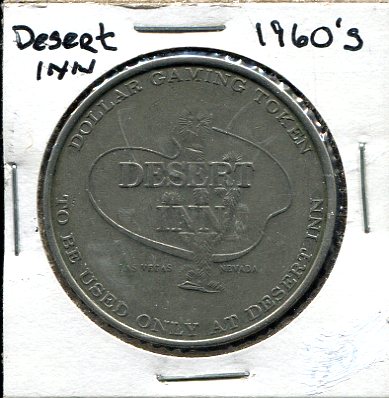 Desert 1960's
INN
DOLLAR GAMING TOKEN
DESERT
INN
LAS VEGAS NEVADA
TO BE USED ONLY AT DESERT INN